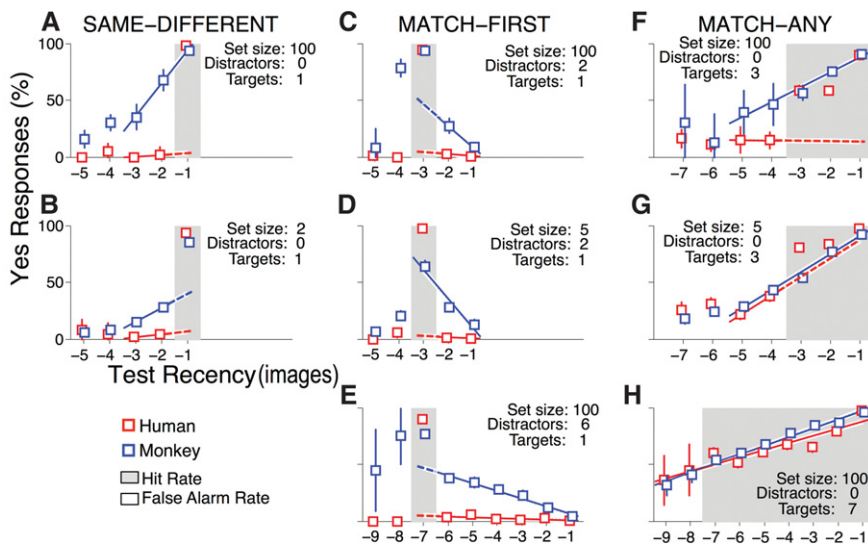 A SAME–DIFFERENT
Set size: 100
Distractors: 0
Targets: 1
100
50
0
-5 -4 -3 -2 -1
B
Set size: 2
Distractors: 0
Targets: 1
100
50
0
-5 -4 -3 -2 -1
Yes Responses (%)
C MATCH–FIRST
Set size: 100
Distractors: 2
Targets: 1
-5 -4 -3 -2 -1
D
Set size: 5
Distractors: 2
Targets: 1
-5 -4 -3 -2 -1
Test Recency (images)
E
Set size: 100
Distractors: 6
Targets: 1
-9 -8 -7 -6 -5 -4 -3 -2 -1
Human
Monkey
Hit Rate
False Alarm Rate
F MATCH–ANY
Set size: 100
Distractors: 0
Targets: 3
-7 -6 -5 -4 -3 -2 -1
G
Set size: 5
Distractors: 0
Targets: 3
-7 -6 -5 -4 -3 -2 -1
H
Set size: 100
Distractors: 0
Targets: 7
-9 -8 -7 -6 -5 -4 -3 -2 -1